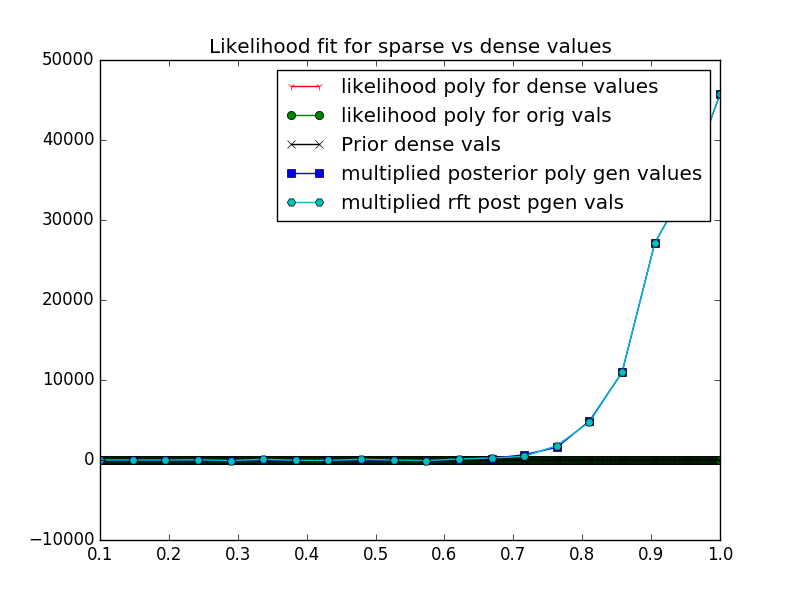 Likelihood fit for sparse vs dense values
50000
40000
30000
20000
10000
0
−10000
likelihood poly for dense values
likelihood poly for orig vals
Prior dense vals
multiplied posterior poly gen values
multiplied rft post pgen vals
0.1 0.2 0.3 0.4 0.5 0.6 0.7 0.8 0.9 1.0